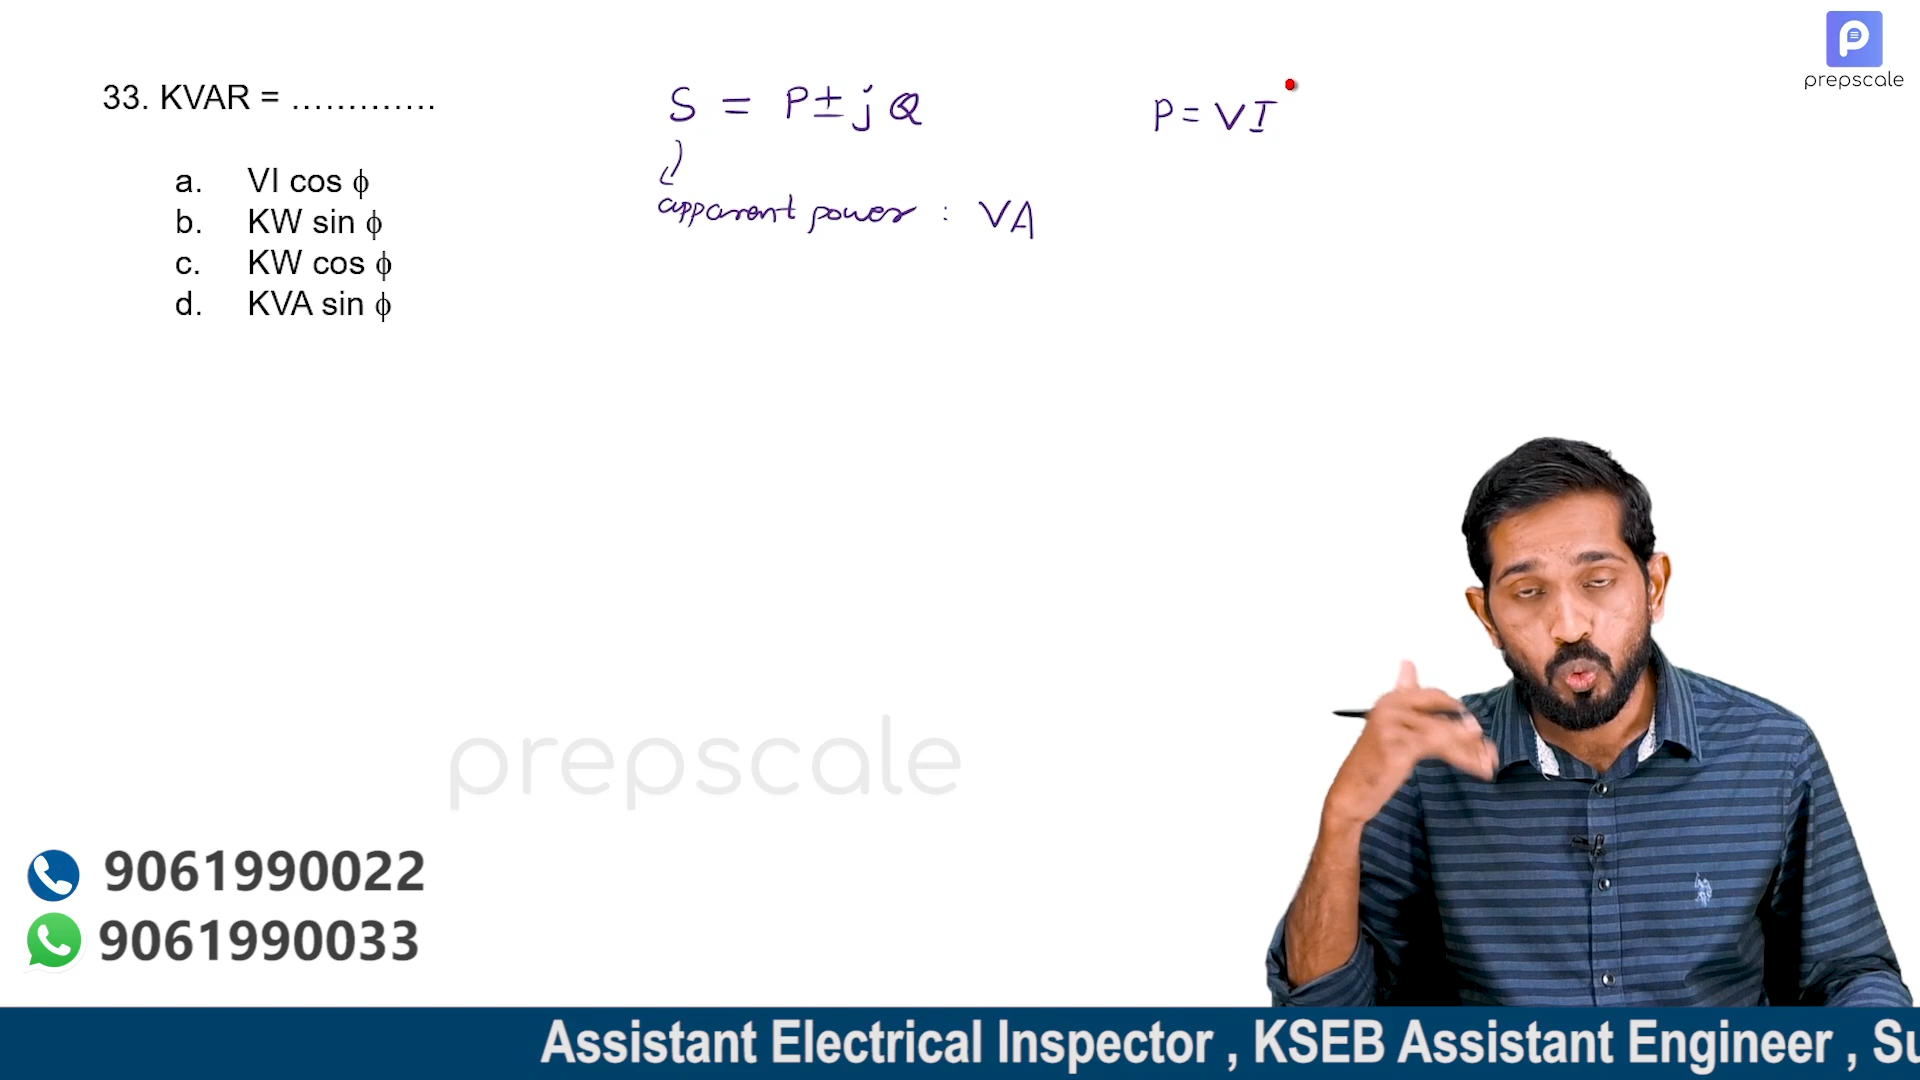 prepscale
33. KVAR = ………….
a. VI cos ϕ
b. KW sin ϕ
c. KW cos ϕ
d. KVA sin ϕ
S = P ± j Q
apparent power : VA
P = VI
prepscale
9061990022
9061990033
Assistant Electrical Inspector , KSEB Assistant Engineer , Su